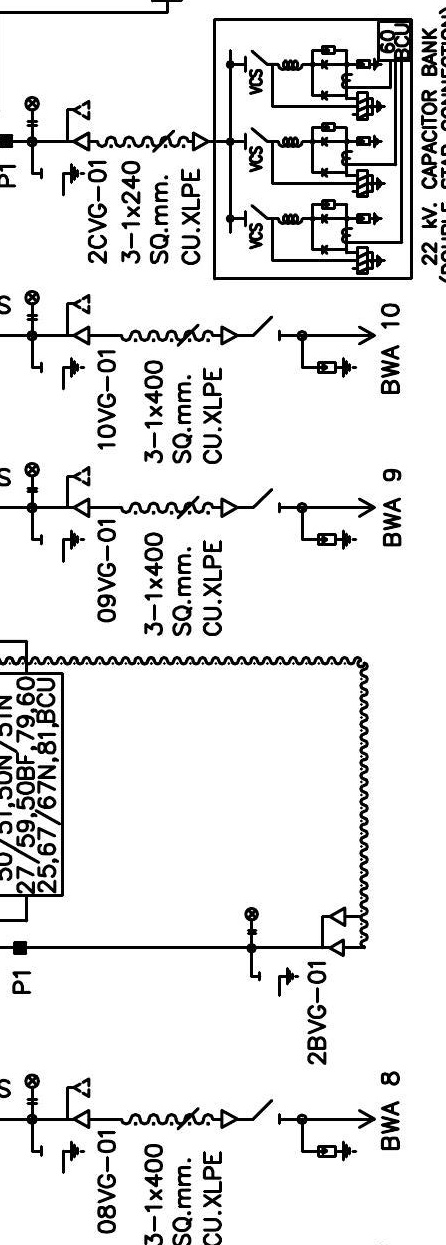 22 kV. CAPACITOR BANK
60
BCU
VCS
VCS
VCS
P1
2CVG-01
3-1x240
SQ.mm.
CU.XLPE
10VG-01
3-1x400
SQ.mm.
CU.XLPE
BWA 10
09VG-01
3-1x400
SQ.mm.
CU.XLPE
BWA 9
50/51,50N/51N
27/59,50BF,79,60
25,67/67N,81,BCU
P1
2BVG-01
08VG-01
3-1x400
SQ.mm.
CU.XLPE
BWA 8